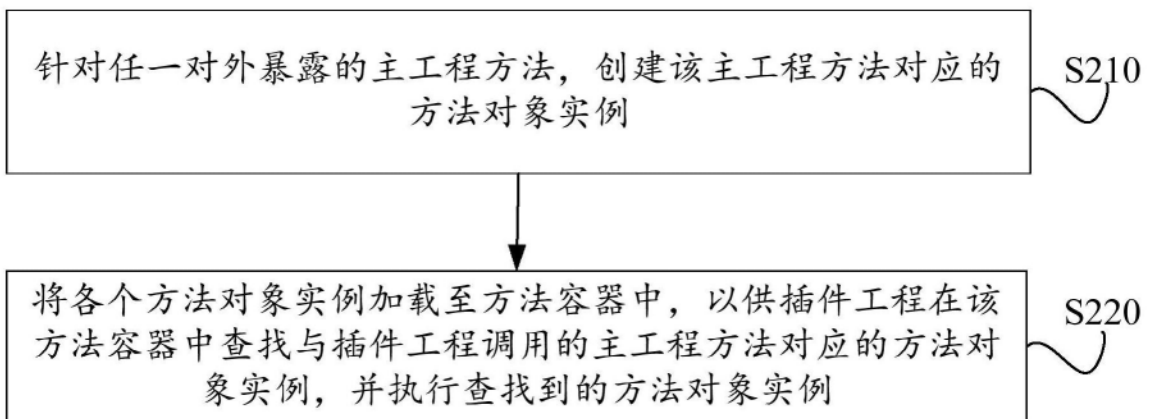 针对任一对外暴露的主工程方法，创建该主工程方法对应的
方法对象实例
S210
将各个方法对象实例加载至方法容器中，以供插件工程在该
方法容器中查找与插件工程调用的主工程方法对应的方法对
象实例，并执行查找到的方法对象实例
S220